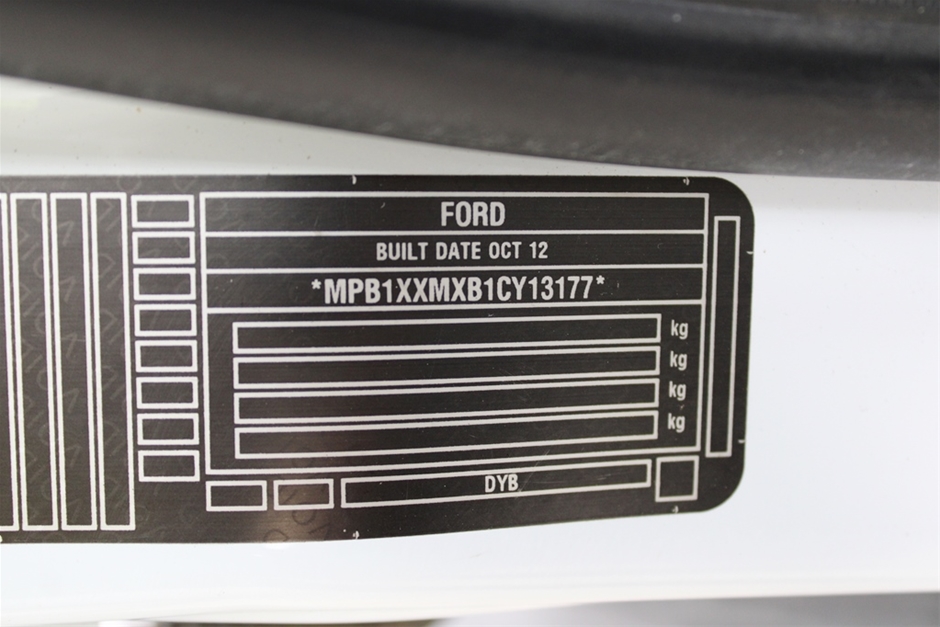 FORD
BUILT DATE OCT 12
*MPB1XXMXB1CY13177*
kg
kg
kg
kg
DYB